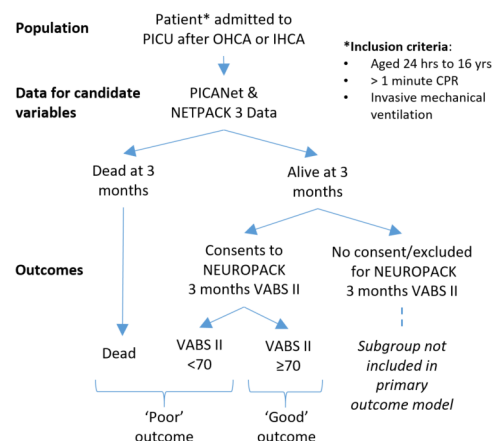 Population
Patient* admitted to
PICU after OHCA or IHCA
*Inclusion criteria:
• Aged 24 hrs to 16 yrs
• > 1 minute CPR
• Invasive mechanical
ventilation
Data for candidate
variables
PICANet &
NETPACK 3 Data
Dead at 3
months
Alive at 3
months
Outcomes
Consents to
NEUROPACK
3 months VABS II
No consent/excluded
for NEUROPACK
3 months VABS II
Dead
VABS II
<70
VABS II
≥70
Subgroup not
included in
primary
outcome model
‘Poor’
outcome
‘Good’
outcome